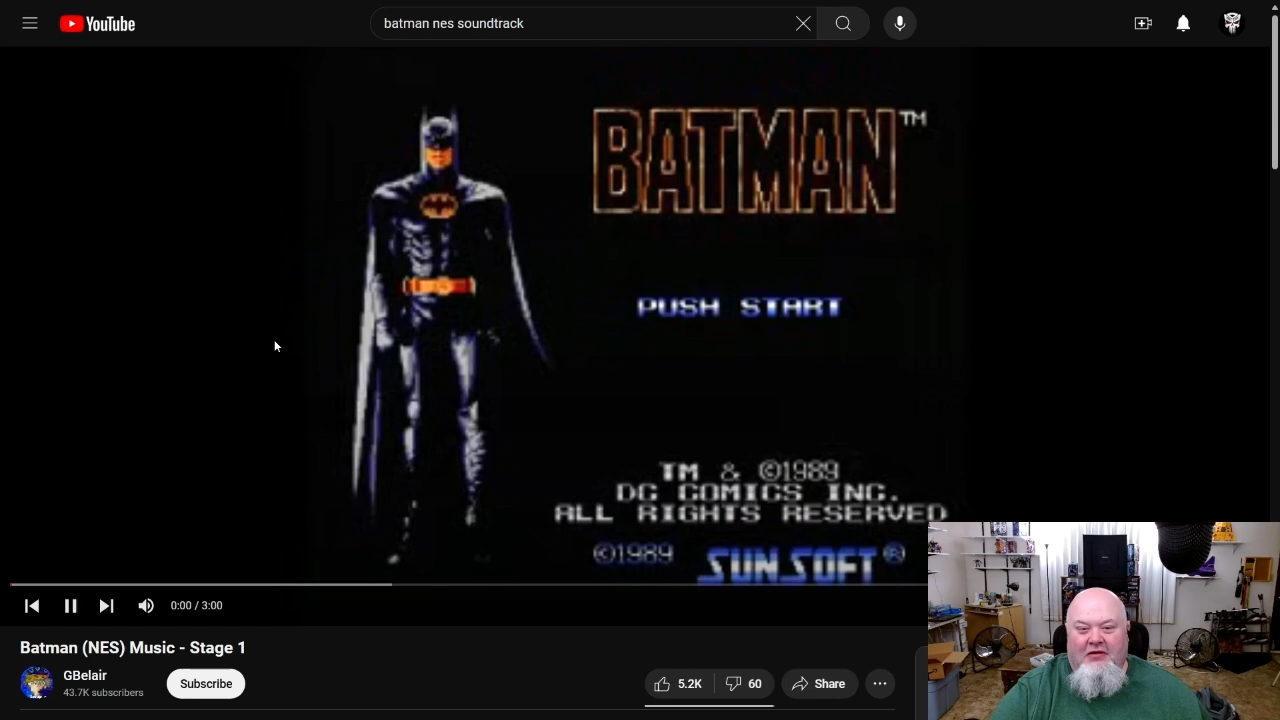 YouTube
batman nes soundtrack
BATMAN™
PUSH START
TM & ©1989
DC COMICS INC.
ALL RIGHTS RESERVED
©1989 SUNSOFT®
0:00 / 3:00
Batman (NES) Music - Stage 1
GBelair
43.7K subscribers
Subscribe
5.2K
60
Share